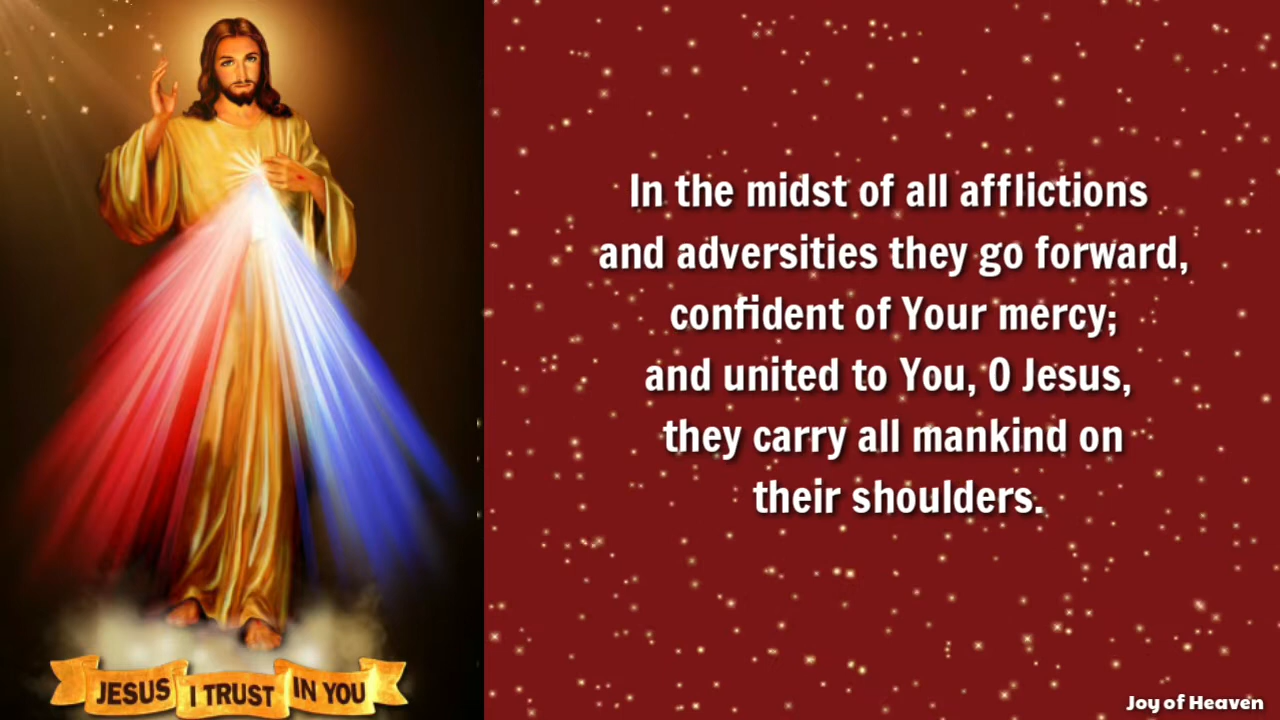 In the midst of all afflictions
and adversities they go forward,
confident of Your mercy;
and united to You, O Jesus,
they carry all mankind on
their shoulders.
JESUS I TRUST IN YOU
Joy of Heaven